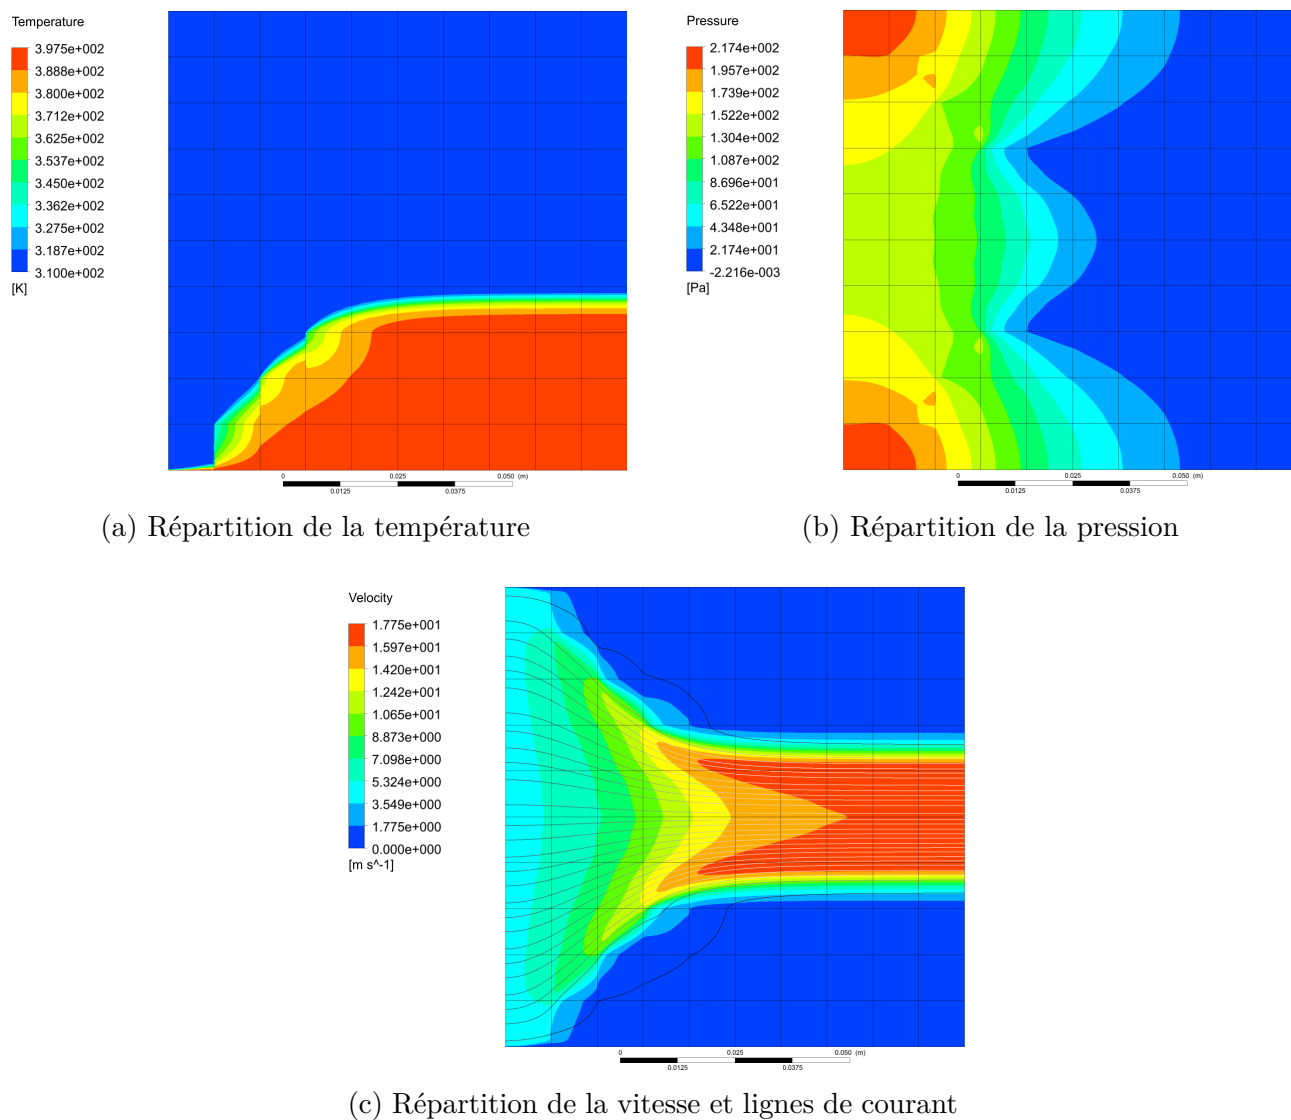 Temperature
3.975e+002
3.888e+002
3.800e+002
3.712e+002
3.625e+002
3.537e+002
3.450e+002
3.362e+002
3.275e+002
3.187e+002
3.100e+002
[K]
0 0.025 0.050 (m)
0.0125 0.0375
(a) Répartition de la température
Pressure
2.174e+002
1.957e+002
1.739e+002
1.522e+002
1.304e+002
1.087e+002
8.696e+001
6.522e+001
4.348e+001
2.174e+001
-2.216e-003
[Pa]
0 0.025 0.050 (m)
0.0125 0.0375
(b) Répartition de la pression
Velocity
1.775e+001
1.597e+001
1.420e+001
1.242e+001
1.065e+001
8.873e+000
7.098e+000
5.324e+000
3.549e+000
1.775e+000
0.000e+000
[m s^-1]
0 0.025 0.050 (m)
0.0125 0.0375
(c) Répartition de la vitesse et lignes de courant